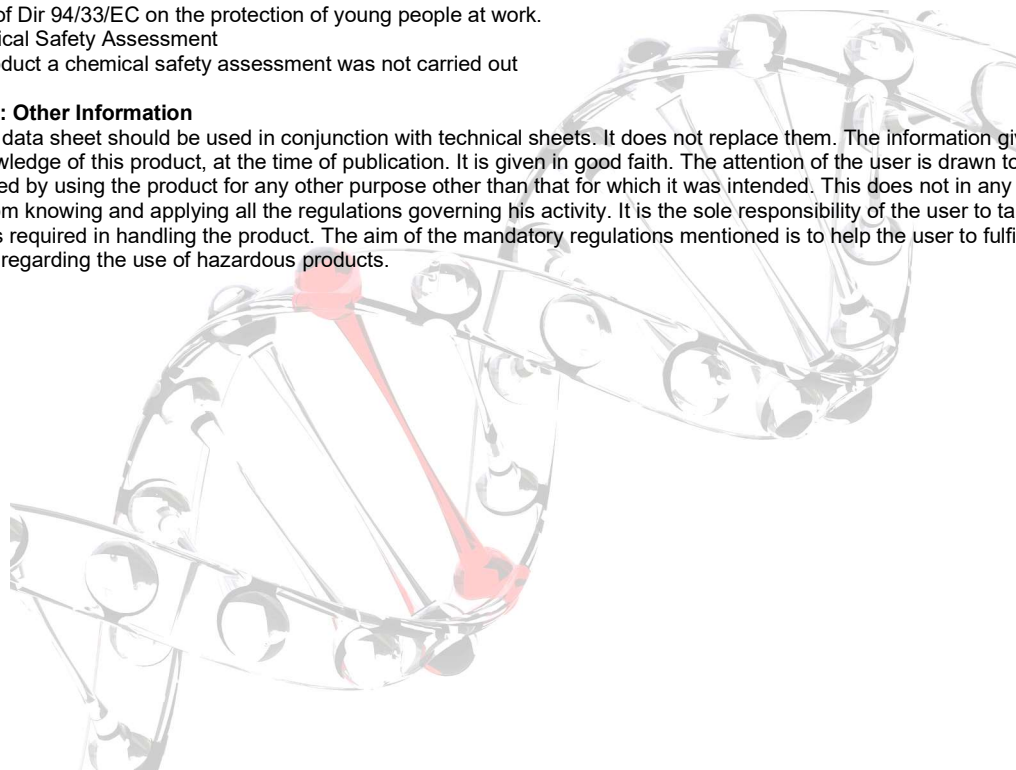 of Dir 94/33/EC on the protection of young people at work.
ical Safety Assessment
duct a chemical safety assessment was not carried out
: Other Information
data sheet should be used in conjunction with technical sheets. It does not replace them. The information gi
wledge of this product, at the time of publication. It is given in good faith. The attention of the user is drawn to
ed by using the product for any other purpose other than that for which it was intended. This does not in any
om knowing and applying all the regulations governing his activity. It is the sole responsibility of the user to ta
s required in handling the product. The aim of the mandatory regulations mentioned is to help the user to fulfi
regarding the use of hazardous products.